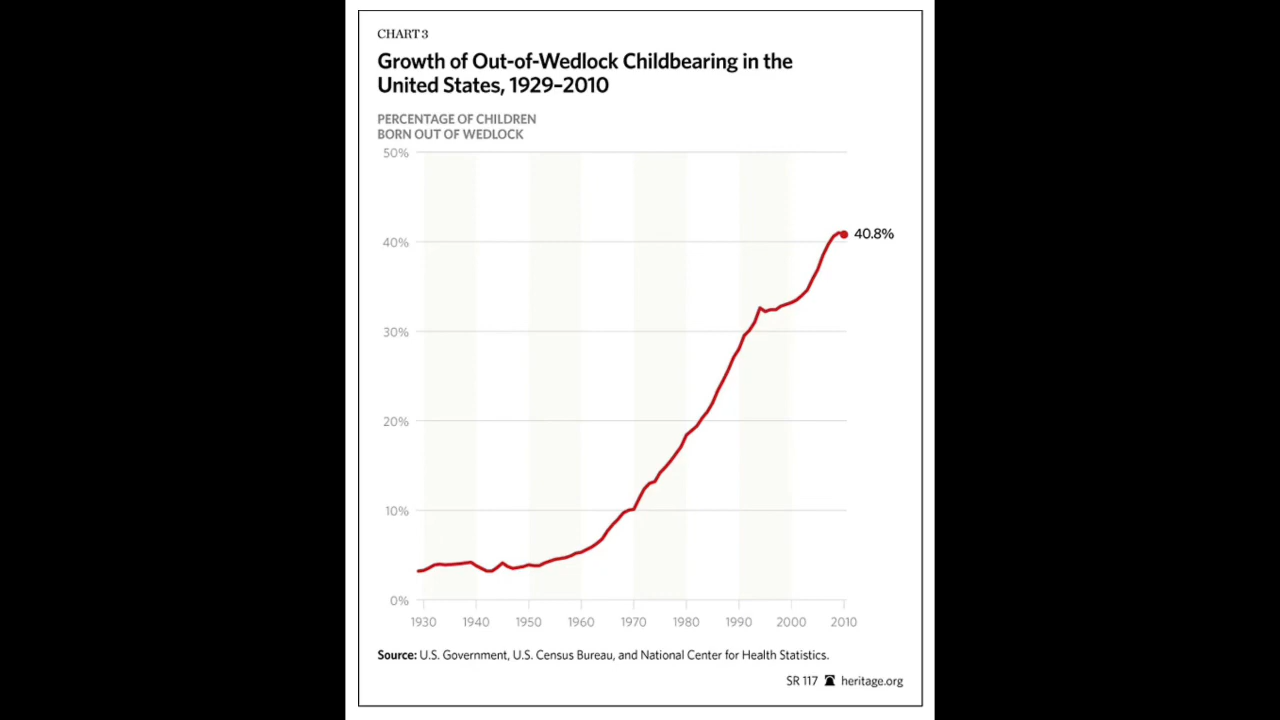 CHART 3
Growth of Out-of-Wedlock Childbearing in the
United States, 1929–2010
PERCENTAGE OF CHILDREN
BORN OUT OF WEDLOCK
50%
40%
40.8%
30%
20%
10%
0%
1930 1940 1950 1960 1970 1980 1990 2000 2010
Source: U.S. Government, U.S. Census Bureau, and National Center for Health Statistics.
SR 117 heritage.org